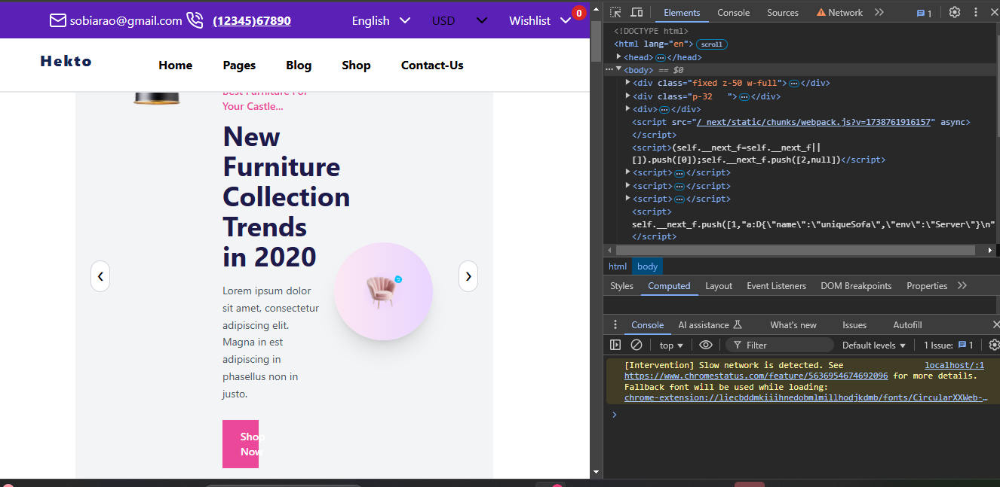 sobiarao@gmail.com (12345)67890 English USD Wishlist 0
Hekto Home Pages Blog Shop Contact-Us
Best Furniture For
Your Castle...
New
Furniture
Collection
Trends
in 2020
Lorem ipsum dolor
sit amet, consectetur
adipiscing elit.
Magna in est
adipiscing in
phasellus non in
justo.
Shop
Now
Elements Console Sources Network 1
<!DOCTYPE html>
<html lang="en"> scroll
<head> </head>
<body> == $0
<div class="fixed z-50 w-full"> </div>
<div class="p-32   "> </div>
<div> </div>
<script src="/_next/static/chunks/webpack.js?v=1738761916157" async>
</script>
<script>(self.__next_f=self.__next_f||
[]).push([0]);self.__next_f.push([2,null])</script>
<script> </script>
<script> </script>
<script> </script>
<script>
self.__next_f.push([1,"a:D{\"name\":\"uniqueSofa\",\"env\":\"Server\"}\n"
</script>
html body
Styles Computed Layout Event Listeners DOM Breakpoints Properties
Console AI assistance What's new Issues Autofill
top Filter Default levels 1 Issue: 1
[Intervention] Slow network is detected. See localhost/:1
https://www.chromestatus.com/feature/5636954674692096 for more details.
Fallback font will be used while loading:
chrome-extension://liecbddmkiiihnedobmlmillhodjkdmb/fonts/CircularXXWeb-…